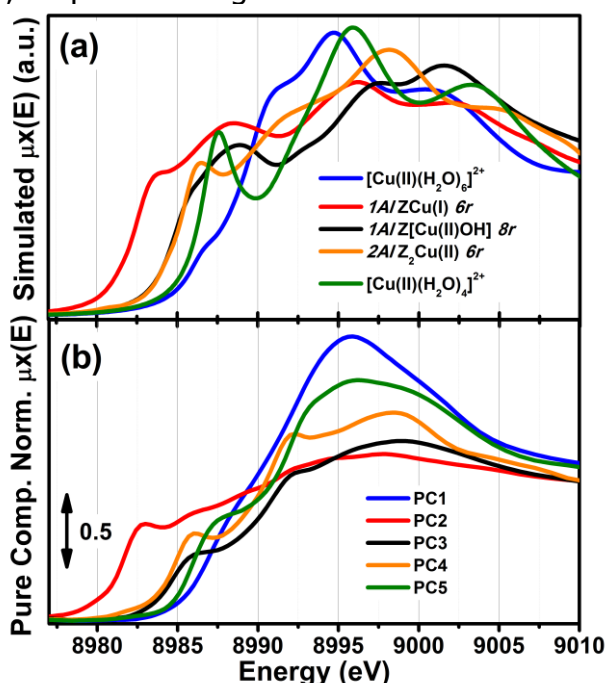 (a)
Simulated μx(E) (a.u.)
[Cu(II)(H₂O)₆]²⁺
1Al ZCu(I) 6r
1Al Z[Cu(II)OH] 8r
2Al Z₂Cu(II) 6r
[Cu(II)(H₂O)₄]²⁺
(b)
Pure Comp. Norm. μx(E)
0.5
PC1
PC2
PC3
PC4
PC5
8980 8985 8990 8995 9000 9005 9010
Energy (eV)